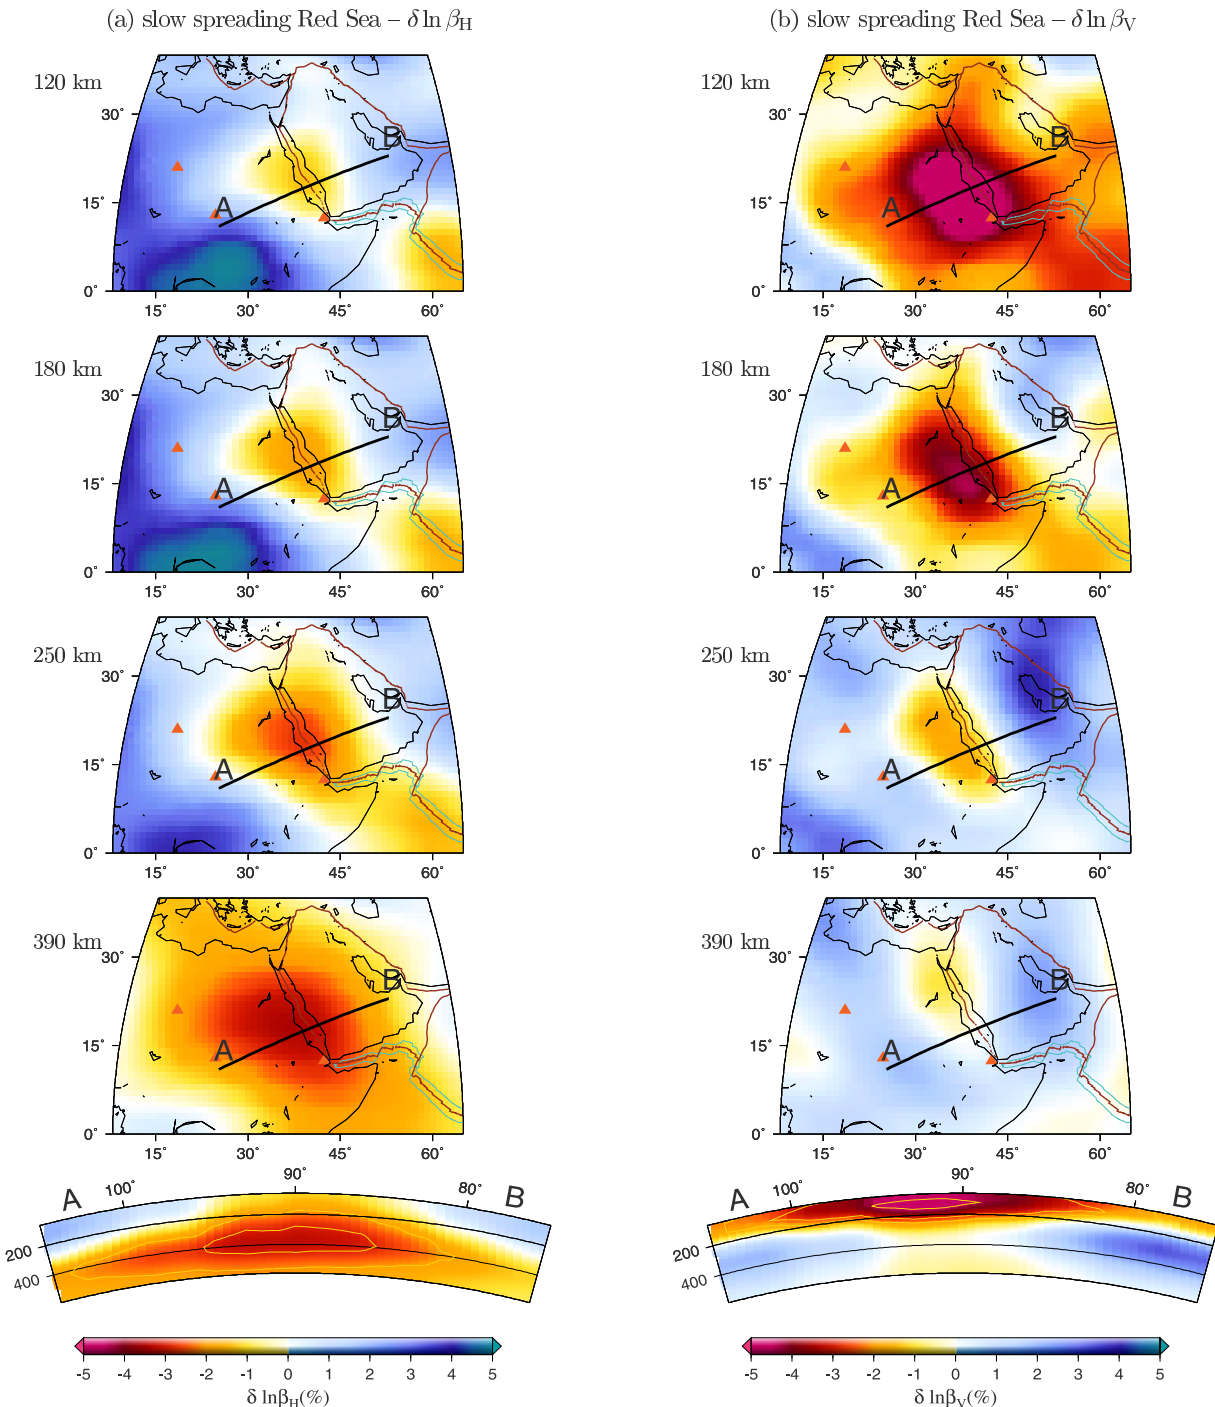 (a) slow spreading Red Sea – δ ln β_H
120 km
30°
15°
0°
A
B
15° 30° 45° 60°
180 km
30°
15°
0°
A
B
15° 30° 45° 60°
250 km
30°
15°
0°
A
B
15° 30° 45° 60°
390 km
30°
15°
0°
A
B
15° 30° 45° 60°
A 100° 90° 80° B
200
400
-5 -4 -3 -2 -1 0 1 2 3 4 5
δ lnβ_H(%)
(b) slow spreading Red Sea – δ ln β_V
120 km
30°
15°
0°
A
B
15° 30° 45° 60°
180 km
30°
15°
0°
A
B
15° 30° 45° 60°
250 km
30°
15°
0°
A
B
15° 30° 45° 60°
390 km
30°
15°
0°
A
B
15° 30° 45° 60°
A 100° 90° 80° B
200
400
-5 -4 -3 -2 -1 0 1 2 3 4 5
δ lnβ_V(%)